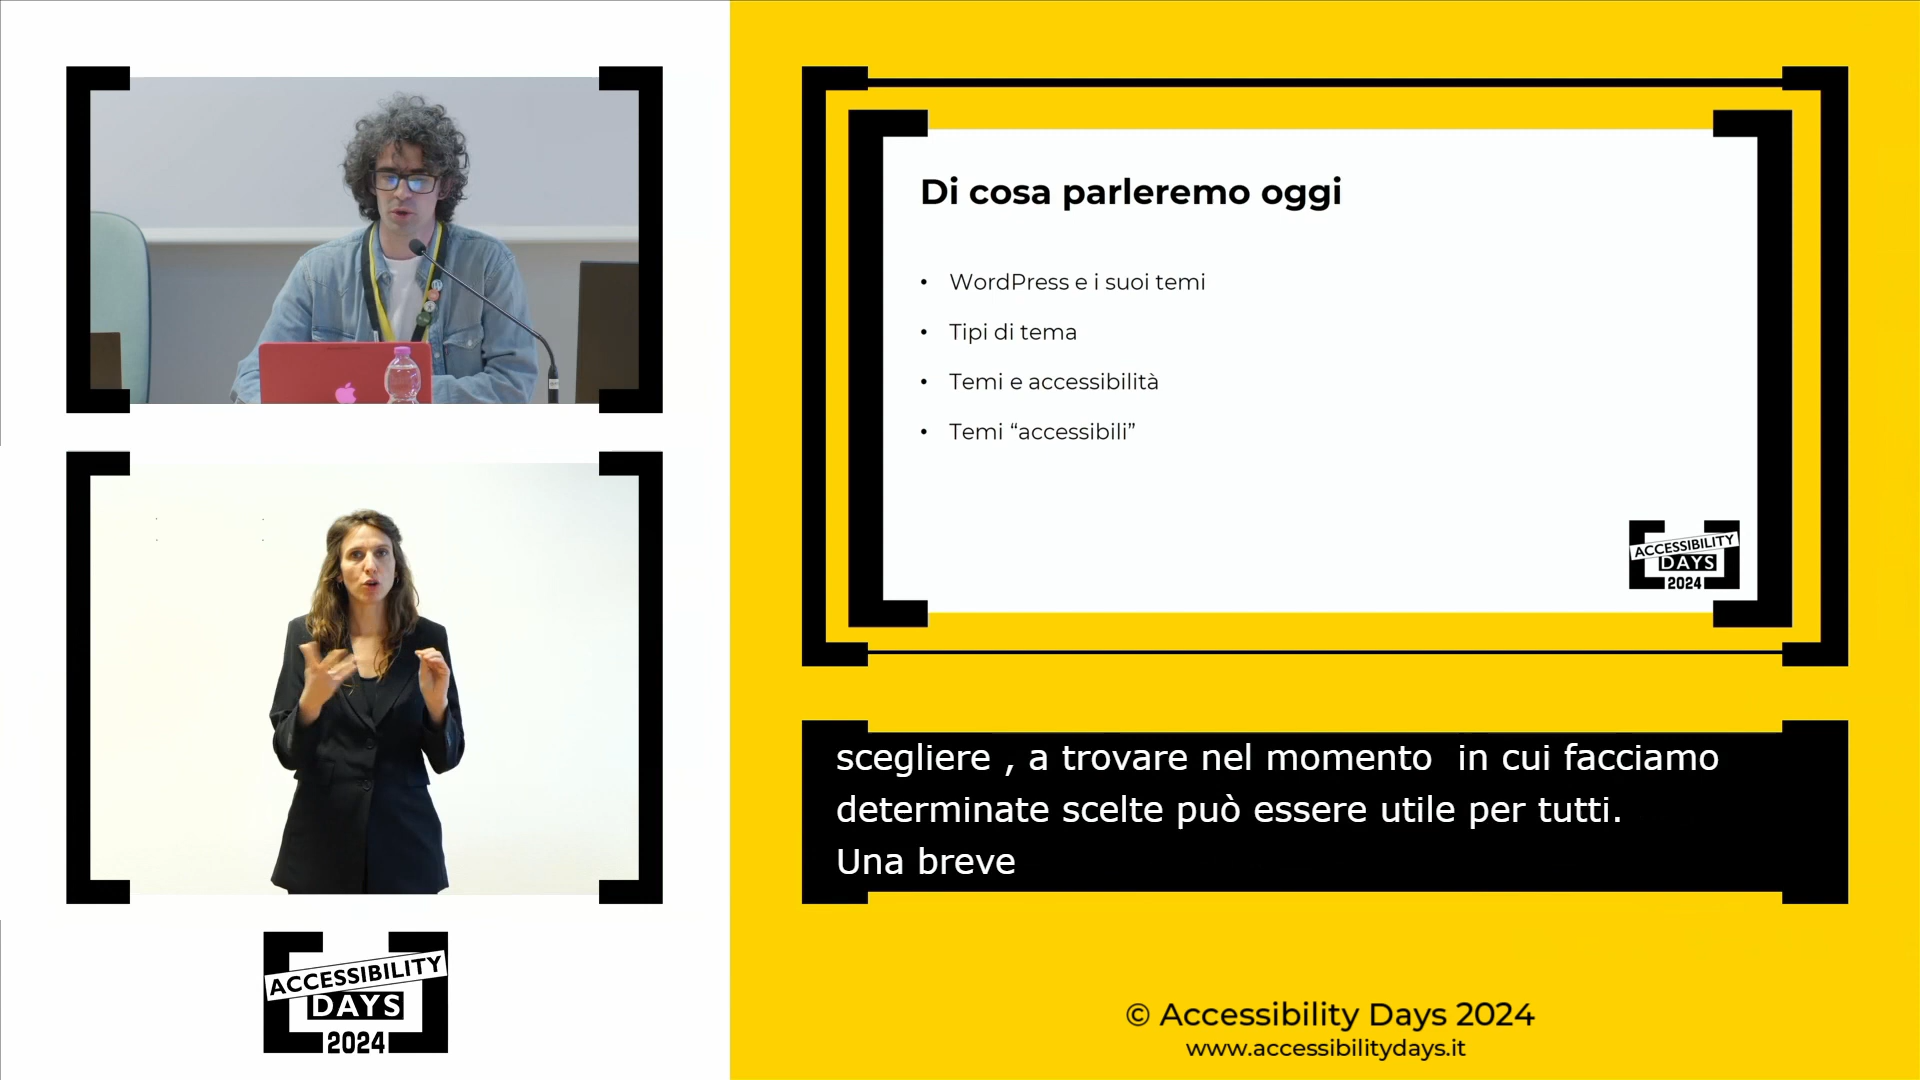 Di cosa parleremo oggi
• WordPress e i suoi temi
• Tipi di tema
• Temi e accessibilità
• Temi “accessibili”
ACCESSIBILITY
DAYS
2024
scegliere , a trovare nel momento  in cui facciamo
determinate scelte può essere utile per tutti.
Una breve
ACCESSIBILITY
DAYS
2024
© Accessibility Days 2024
www.accessibilitydays.it